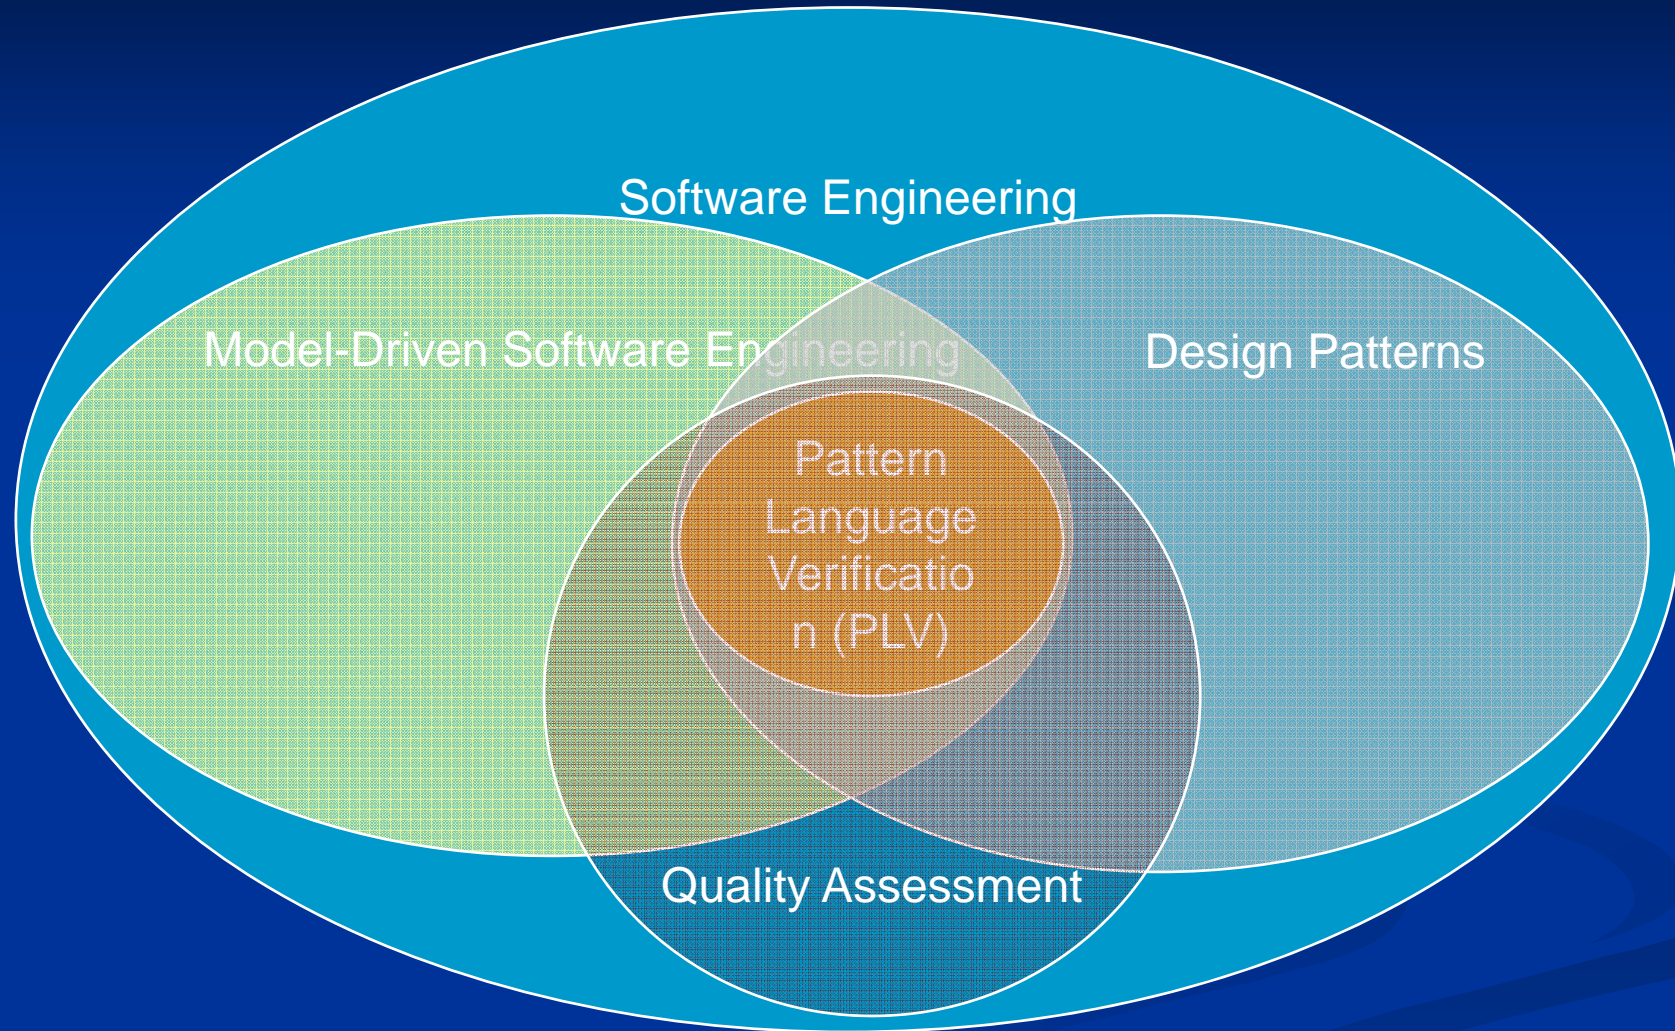 Software Engineering
Model-Driven Software Engineering
Design Patterns
Pattern
Language
Verificatio
n (PLV)
Quality Assessment